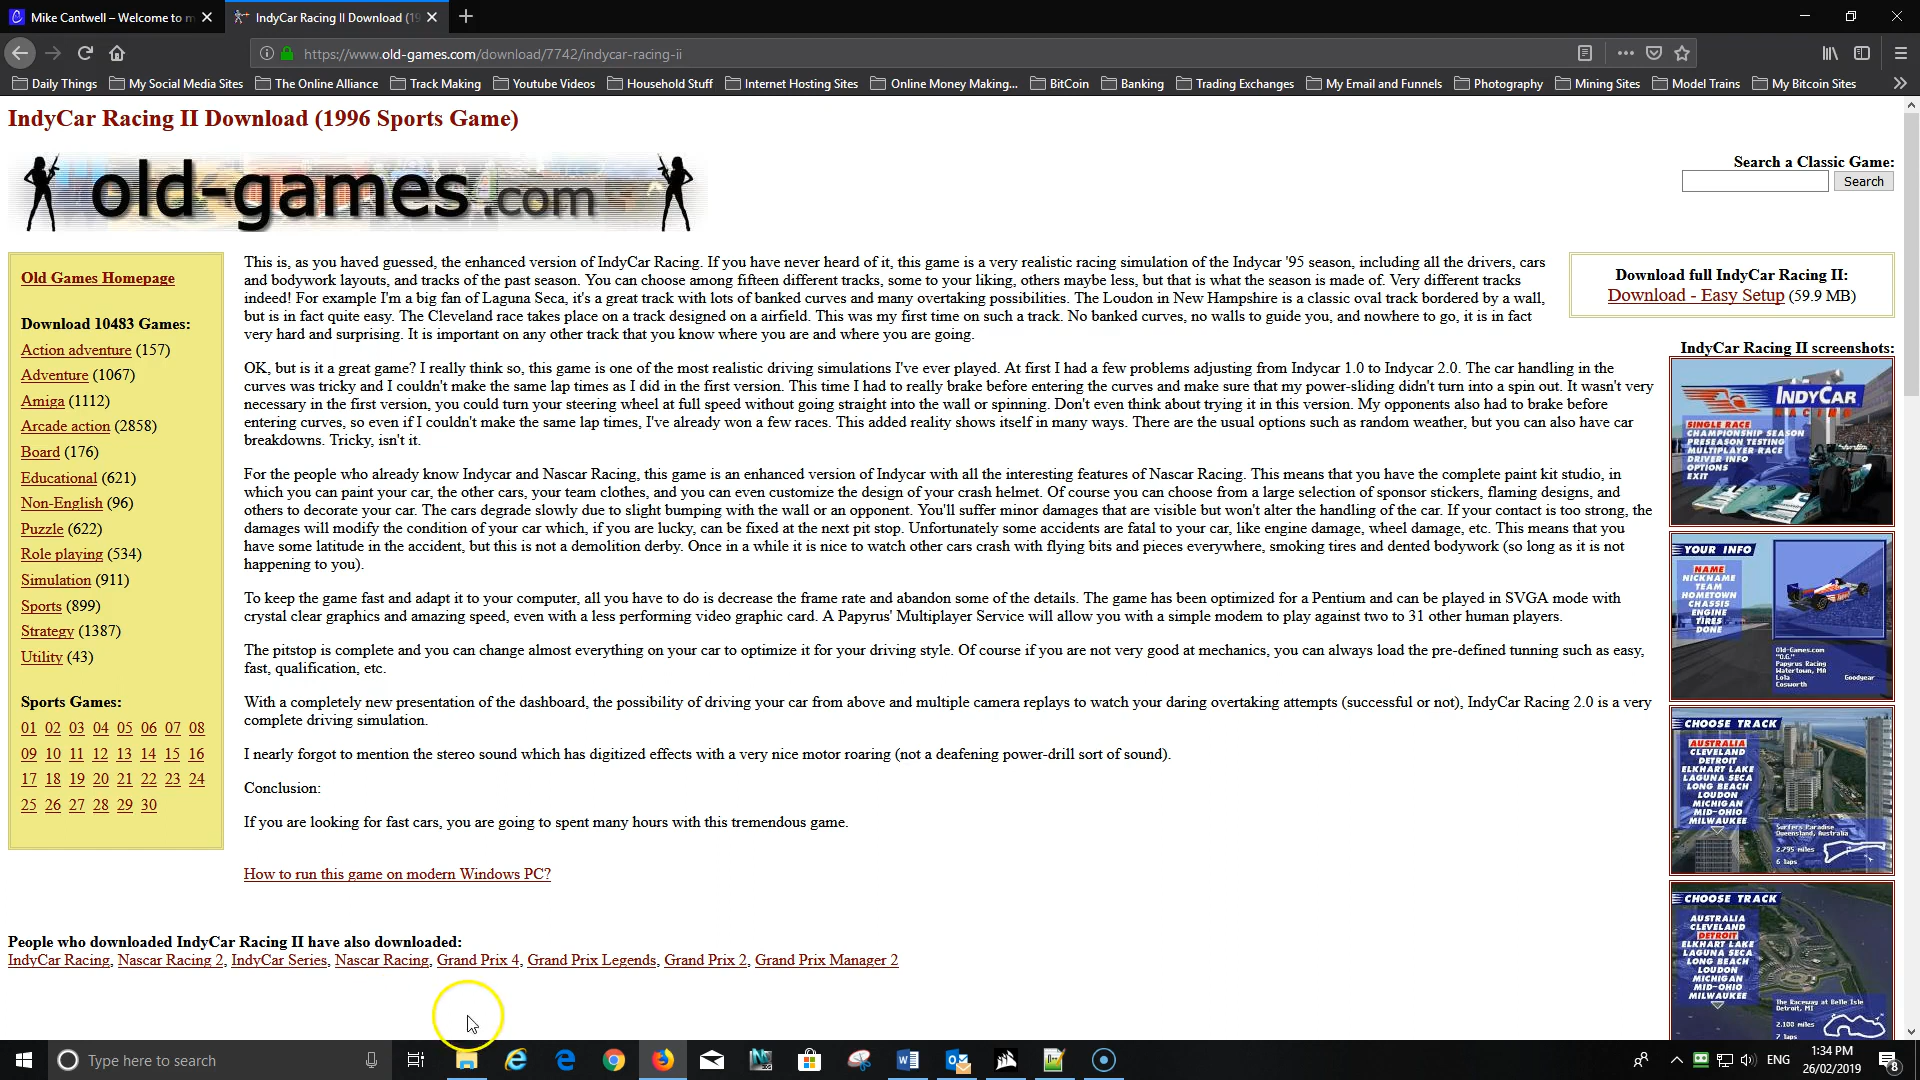 Mike Cantwell – Welcome to m
IndyCar Racing II Download (19
https://www.old-games.com/download/7742/indycar-racing-ii
Daily Things My Social Media Sites The Online Alliance Track Making Youtube Videos Household Stuff Internet Hosting Sites Online Money Making... BitCoin Banking Trading Exchanges My Email and Funnels Photography Mining Sites Model Trains My Bitcoin Sites
IndyCar Racing II Download (1996 Sports Game)
old-games.com
Search a Classic Game:
Search
Old Games Homepage
Download 10483 Games:
Action adventure (157)
Adventure (1067)
Amiga (1112)
Arcade action (2858)
Board (176)
Educational (621)
Non-English (96)
Puzzle (622)
Role playing (534)
Simulation (911)
Sports (899)
Strategy (1387)
Utility (43)
Sports Games:
01 02 03 04 05 06 07 08
09 10 11 12 13 14 15 16
17 18 19 20 21 22 23 24
25 26 27 28 29 30
This is, as you haved guessed, the enhanced version of IndyCar Racing. If you have never heard of it, this game is a very realistic racing simulation of the Indycar '95 season, including all the drivers, cars
and bodywork layouts, and tracks of the past season. You can choose among fifteen different tracks, some to your liking, others maybe less, but that is what the season is made of. Very different tracks
indeed! For example I'm a big fan of Laguna Seca, it's a great track with lots of banked curves and many overtaking possibilities. The Loudon in New Hampshire is a classic oval track bordered by a wall,
but is in fact quite easy. The Cleveland race takes place on a track designed on a airfield. This was my first time on such a track. No banked curves, no walls to guide you, and nowhere to go, it is in fact
very hard and surprising. It is important on any other track that you know where you are and where you are going.
OK, but is it a great game? I really think so, this game is one of the most realistic driving simulations I've ever played. At first I had a few problems adjusting from Indycar 1.0 to Indycar 2.0. The car handling in the
curves was tricky and I couldn't make the same lap times as I did in the first version. This time I had to really brake before entering the curves and make sure that my power-sliding didn't turn into a spin out. It wasn't very
necessary in the first version, you could turn your steering wheel at full speed without going straight into the wall or spinning. Don't even think about trying it in this version. My opponents also had to brake before
entering curves, so even if I couldn't make the same lap times, I've already won a few races. This added reality shows itself in many ways. There are the usual options such as random weather, but you can also have car
breakdowns. Tricky, isn't it.
For the people who already know Indycar and Nascar Racing, this game is an enhanced version of Indycar with all the interesting features of Nascar Racing. This means that you have the complete paint kit studio, in
which you can paint your car, the other cars, your team clothes, and you can even customize the design of your crash helmet. Of course you can choose from a large selection of sponsor stickers, flaming designs, and
others to decorate your car. The cars degrade slowly due to slight bumping with the wall or an opponent. You'll suffer minor damages that are visible but won't alter the handling of the car. If your contact is too strong, the
damages will modify the condition of your car which, if you are lucky, can be fixed at the next pit stop. Unfortunately some accidents are fatal to your car, like engine damage, wheel damage, etc. This means that you
have some latitude in the accident, but this is not a demolition derby. Once in a while it is nice to watch other cars crash with flying bits and pieces everywhere, smoking tires and dented bodywork (so long as it is not
happening to you).
To keep the game fast and adapt it to your computer, all you have to do is decrease the frame rate and abandon some of the details. The game has been optimized for a Pentium and can be played in SVGA mode with
crystal clear graphics and amazing speed, even with a less performing video graphic card. A Papyrus' Multiplayer Service will allow you with a simple modem to play against two to 31 other human players.
The pitstop is complete and you can change almost everything on your car to optimize it for your driving style. Of course if you are not very good at mechanics, you can always load the pre-defined tunning such as easy,
fast, qualification, etc.
With a completely new presentation of the dashboard, the possibility of driving your car from above and multiple camera replays to watch your daring overtaking attempts (successful or not), IndyCar Racing 2.0 is a very
complete driving simulation.
I nearly forgot to mention the stereo sound which has digitized effects with a very nice motor roaring (not a deafening power-drill sort of sound).
Conclusion:
If you are looking for fast cars, you are going to spent many hours with this tremendous game.
How to run this game on modern Windows PC?
Download full IndyCar Racing II:
Download - Easy Setup (59.9 MB)
IndyCar Racing II screenshots:
INDYCAR
RACING
SINGLE RACE
CHAMPIONSHIP SEASON
PRESEASON TESTING
MULTIPLAYER RACE
DRIVER INFO
OPTIONS
EXIT
YOUR INFO
NAME
NICKNAME
TEAM
HOMETOWN
CHASSIS
ENGINE
TIRES
DONE
Old-Games.com
"O.G."
Papyrus Racing
Watertown, MA
Lola Goodyear
Cosworth
CHOOSE TRACK
AUSTRALIA
CLEVELAND
DETROIT
ELKHART LAKE
LAGUNA SECA
LONG BEACH
LOUDON
MICHIGAN
MID-OHIO
MILWAUKEE
Surfers Paradise
Queensland, Australia
2.795 miles
6 laps
CHOOSE TRACK
AUSTRALIA
CLEVELAND
DETROIT
ELKHART LAKE
LAGUNA SECA
LONG BEACH
LOUDON
MICHIGAN
MID-OHIO
MILWAUKEE
The Raceway at Belle Isle
Detroit, MI
2.100 miles
7 laps
People who downloaded IndyCar Racing II have also downloaded:
IndyCar Racing, Nascar Racing 2, IndyCar Series, Nascar Racing, Grand Prix 4, Grand Prix Legends, Grand Prix 2, Grand Prix Manager 2
Type here to search
ENG
1:34 PM
26/02/2019
8